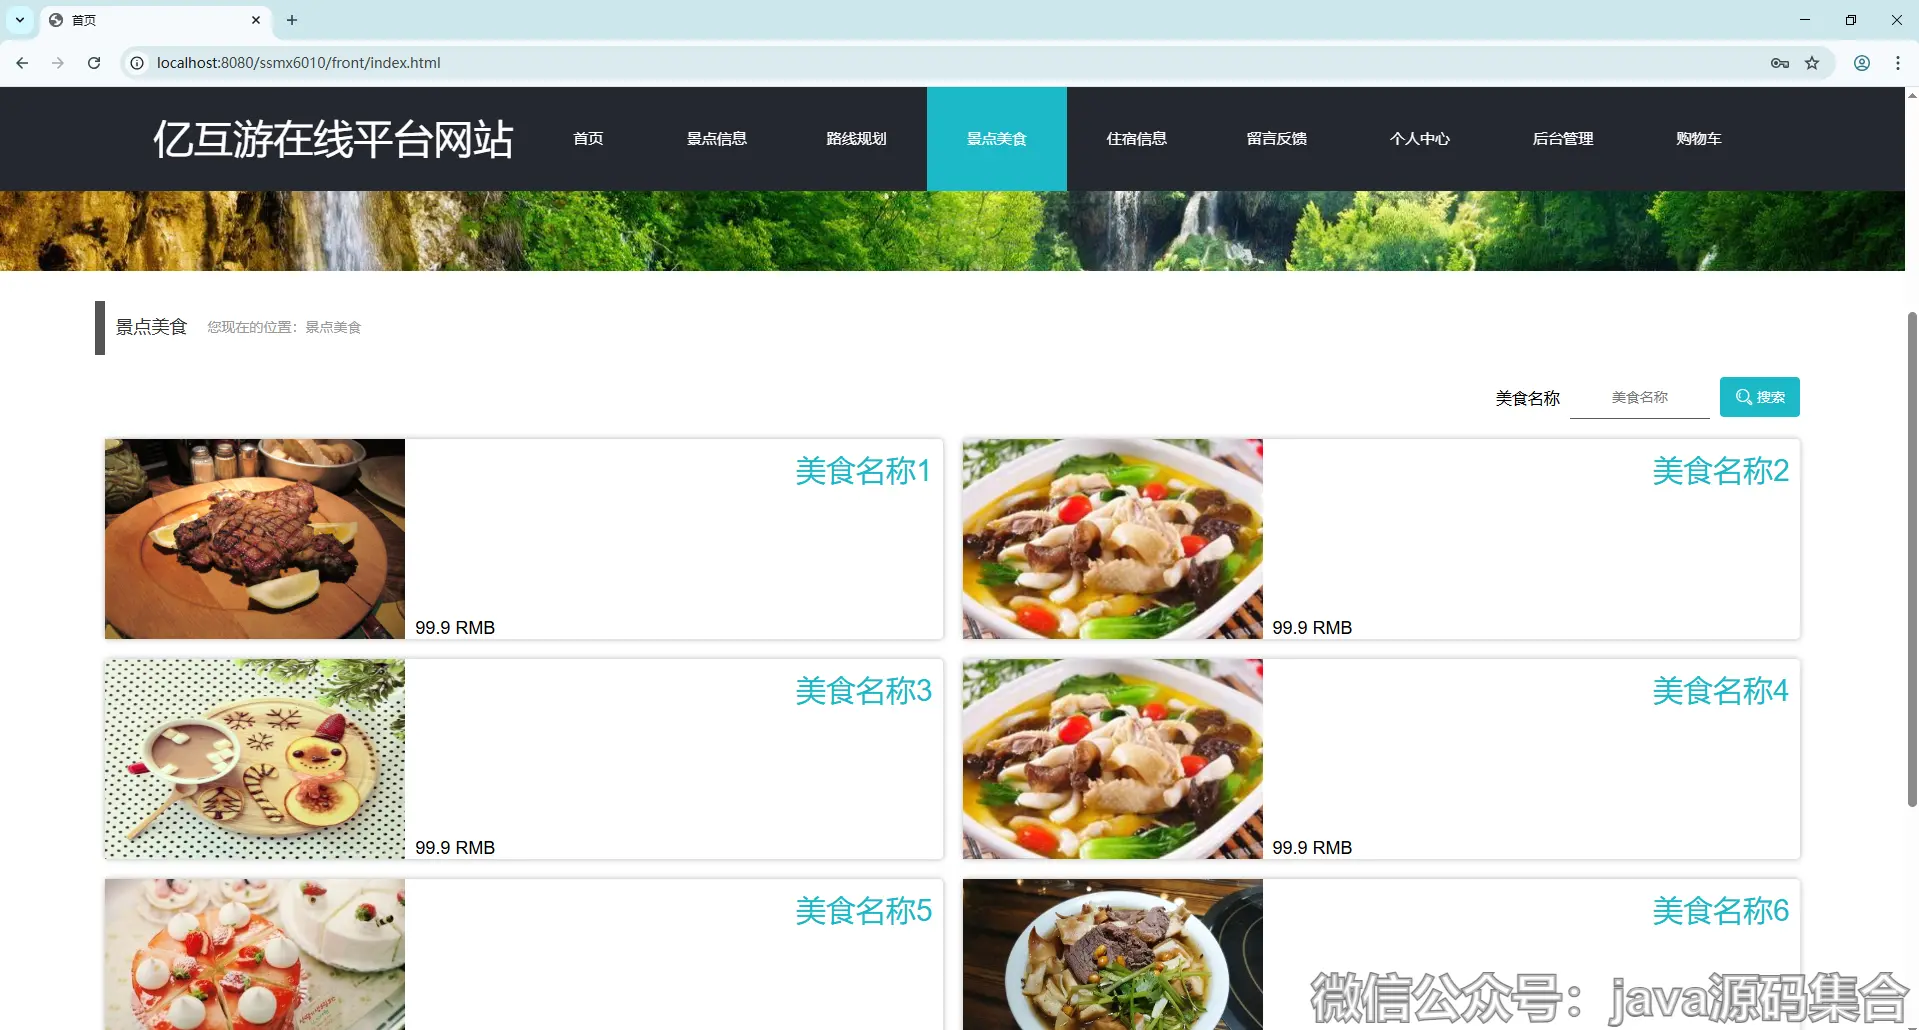 首页
localhost:8080/ssmx6010/front/index.html
亿互游在线平台网站 首页 景点信息 路线规划 景点美食 住宿信息 留言反馈 个人中心 后台管理 购物车
景点美食 您现在的位置：景点美食
美食名称 美食名称 搜索
美食名称1 美食名称2
99.9 RMB 99.9 RMB
美食名称3 美食名称4
99.9 RMB 99.9 RMB
美食名称5 美食名称6
微信公众号：java源码集合